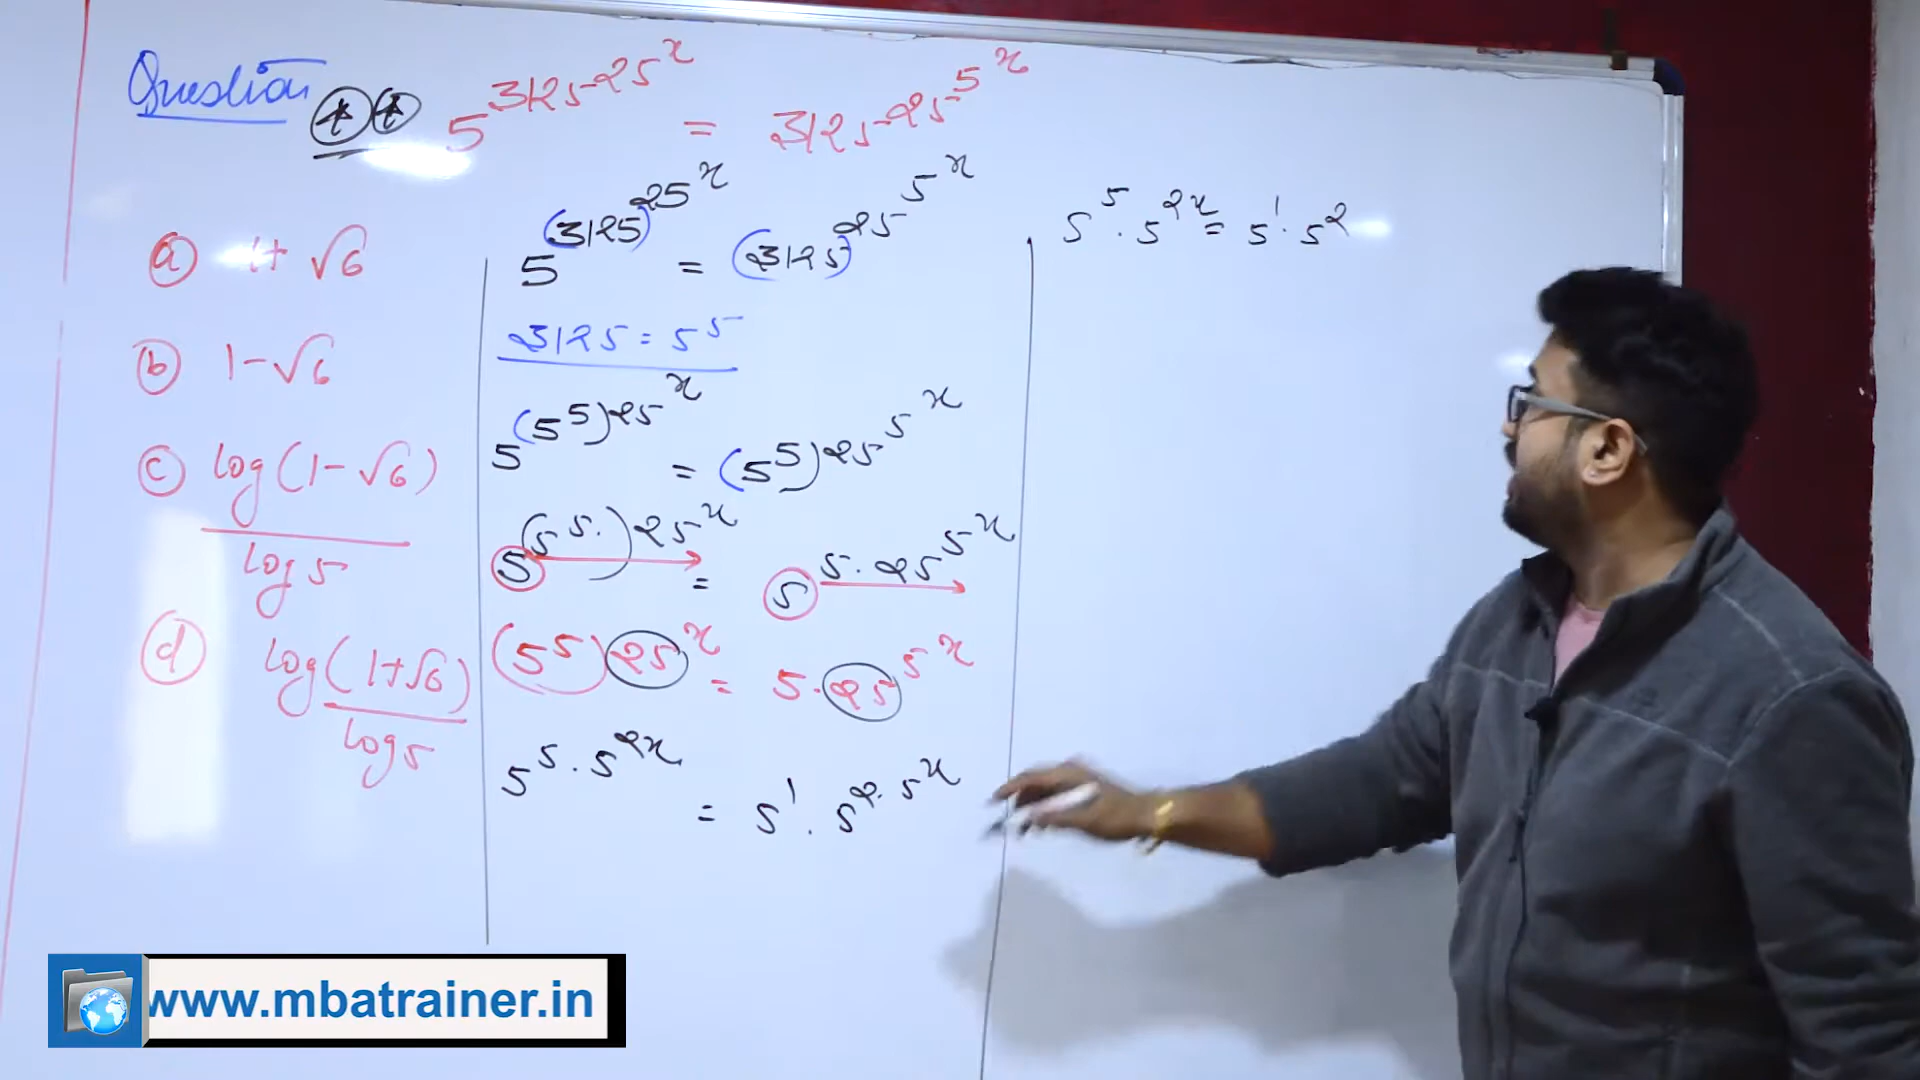 Question ** 5^3125^25^x = 3125^25^5^x
a 1+√6
b 1-√6
c log(1-√6)
log5
d log(1+√6)
log5
5^(3125)^25^x = (3125)^25^5^x
3125 = 5^5
5^(5^5)^25^x = (5^5)^25^5^x
5^(5^5.)^25^x = 5^5.25^5^x
(5^5)^25^x = 5.25^5^x
5^5.5^2x = 5^1.5^2.5^x
5^5.5^2x = 5^1.5^2
www.mbatrainer.in